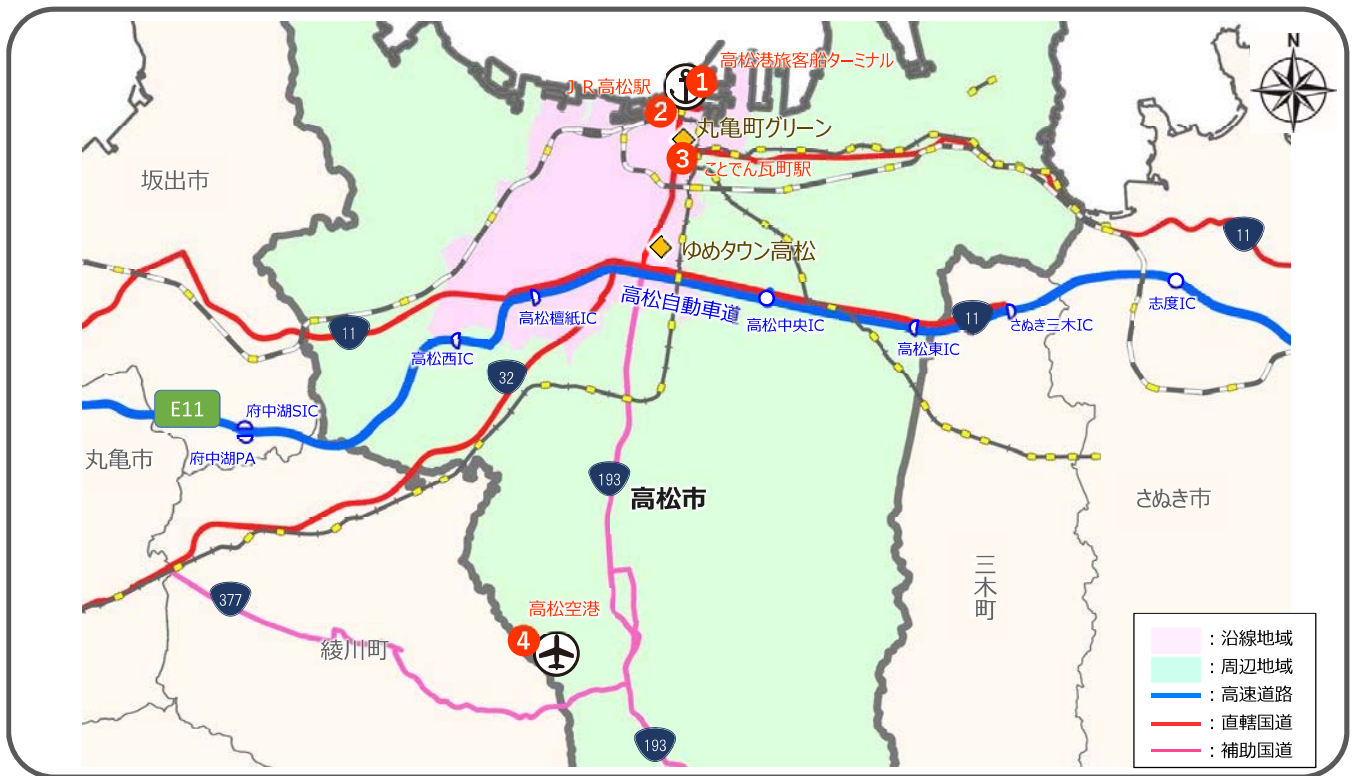 N
高松港旅客船ターミナル
1
JR高松駅
2
丸亀町グリーン
3
ことでん瓦町駅
坂出市
ゆめタウン高松
11
高松自動車道
志度IC
高松檀紙IC
高松中央IC
11
さぬき三木IC
11
高松西IC
高松東IC
32
E11
府中湖SIC
丸亀市
府中湖PA
193
高松市
さぬき市
三木町
377
高松空港
4
綾川町
193
:沿線地域
:周辺地域
:高速道路
:直轄国道
:補助国道